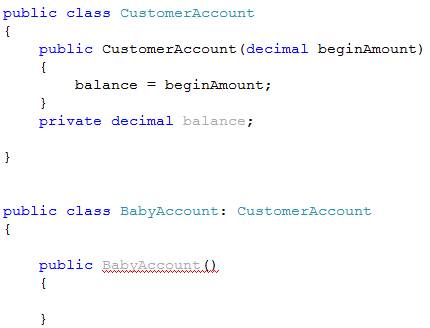 public class CustomerAccount
{
    public CustomerAccount(decimal beginAmount)
    {
        balance = beginAmount;
    }
    private decimal balance;
}
public class BabyAccount: CustomerAccount
{
    public BabyAccount()
    {
    }